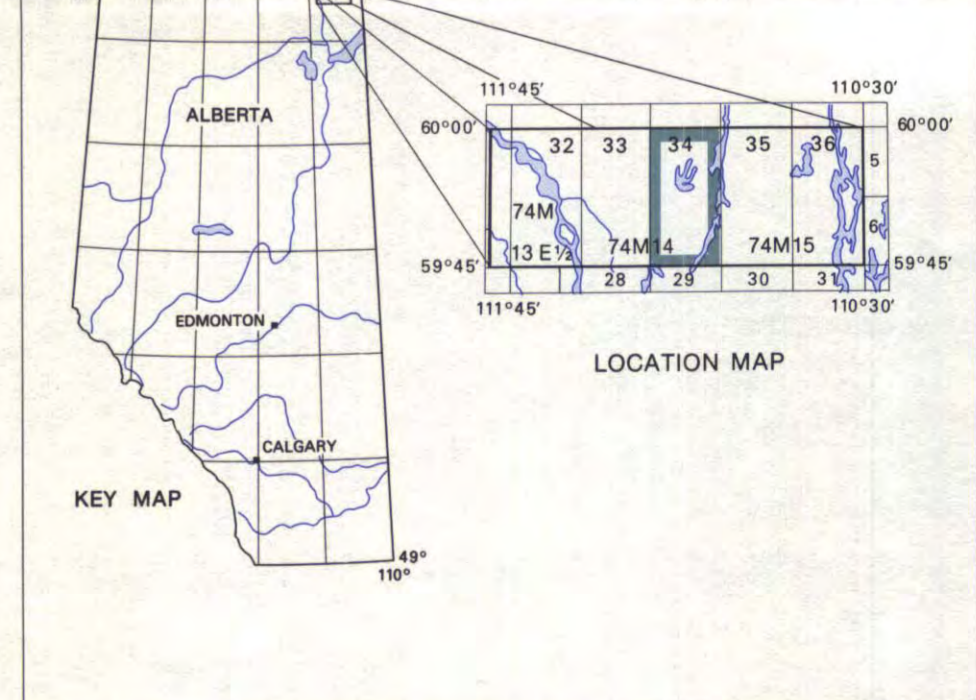 ALBERTA
EDMONTON
CALGARY
KEY MAP
49°
110°
111°45′ 110°30′
60°00′ 60°00′
32 33 34 35 36 5
74M 6
13 E½ 74M14 74M15
59°45′ 59°45′
28 29 30 31
111°45′ 110°30′
LOCATION MAP